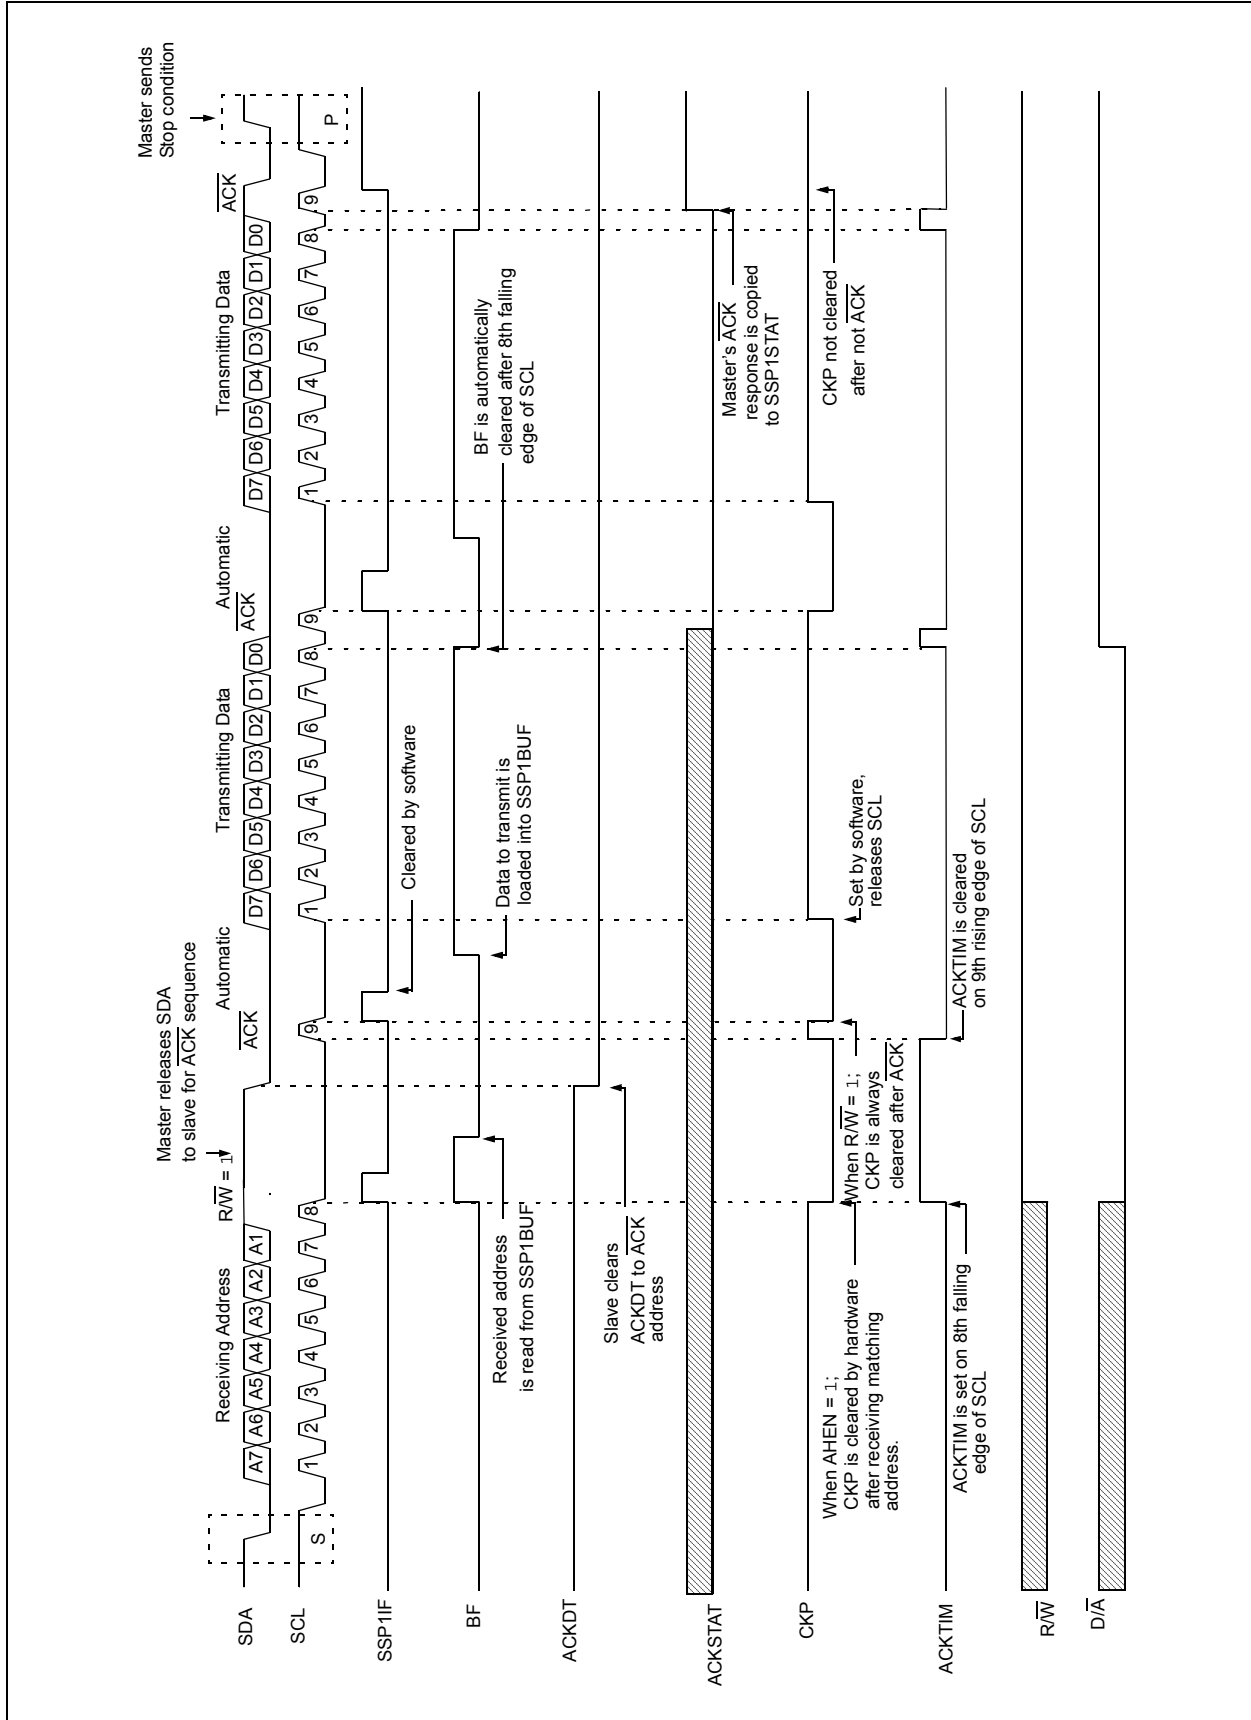 Master sends
Stop condition
Master releases SDA
to slave for ACK sequence
Receiving Address
R/W = 1
ACK
Automatic
Transmitting Data
ACK
Automatic
Transmitting Data
ACK
SDA
A7 A6 A5 A4 A3 A2 A1
D7 D6 D5 D4 D3 D2 D1 D0
D7 D6 D5 D4 D3 D2 D1 D0
SCL
S
1 2 3 4 5 6 7 8 9
1 2 3 4 5 6 7 8 9
1 2 3 4 5 6 7 8 9
P
SSP1IF
Cleared by software
BF
Received address
is read from SSP1BUF
Data to transmit is
loaded into SSP1BUF
BF is automatically
cleared after 8th falling
edge of SCL
ACKDT
Slave clears
ACKDT to ACK
address
ACKSTAT
Master's ACK
response is copied
to SSP1STAT
CKP
When AHEN = 1;
CKP is cleared by hardware
after receiving matching
address.
When R/W = 1;
CKP is always
cleared after ACK
Set by software,
releases SCL
CKP not cleared
after not ACK
ACKTIM
ACKTIM is set on 8th falling
edge of SCL
ACKTIM is cleared
on 9th rising edge of SCL
R/W
D/A